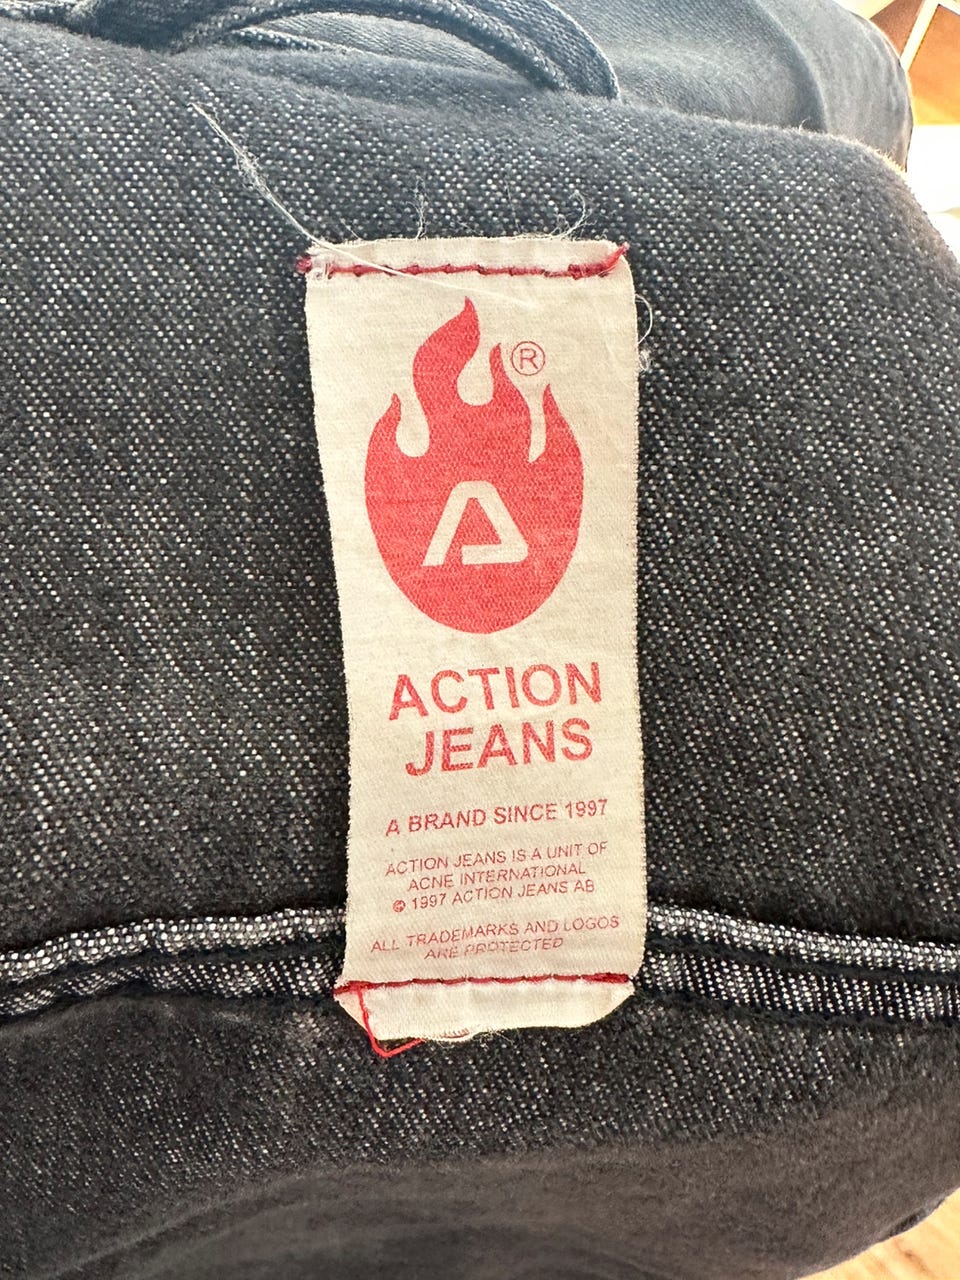 ®
A
ACTION
JEANS
A BRAND SINCE 1997
ACTION JEANS IS A UNIT OF
ACNE INTERNATIONAL
© 1997 ACTION JEANS AB
ALL TRADEMARKS AND LOGOS
ARE PROTECTED